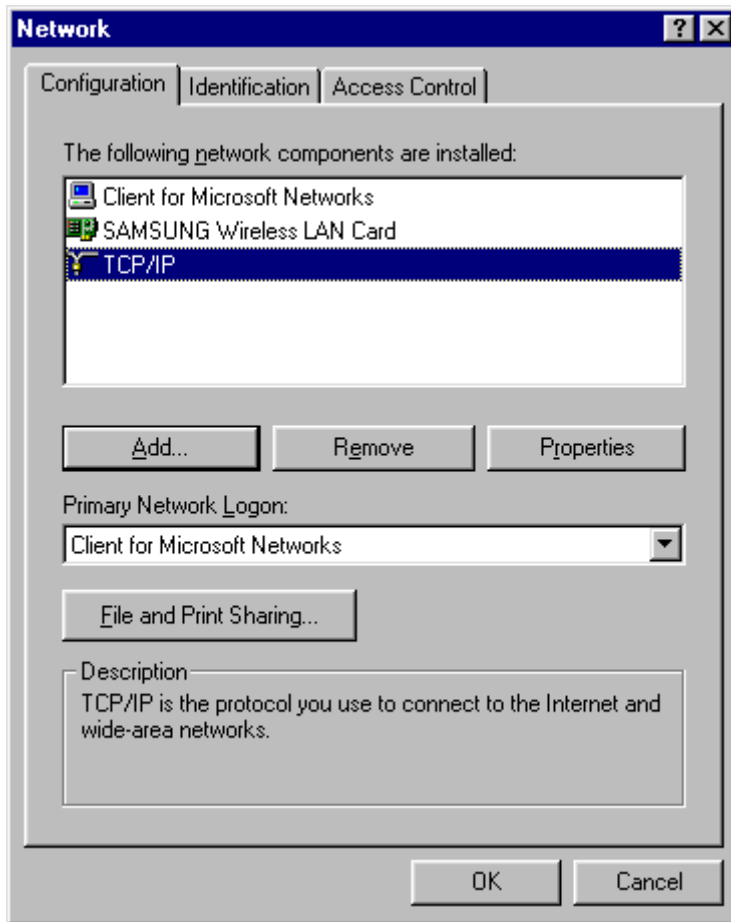 Network
Configuration
Identification
Access Control
The following network components are installed:
Client for Microsoft Networks
SAMSUNG Wireless LAN Card
TCP/IP
Add...
Remove
Properties
Primary Network Logon:
Client for Microsoft Networks
File and Print Sharing...
Description
TCP/IP is the protocol you use to connect to the Internet and
wide-area networks.
OK
Cancel